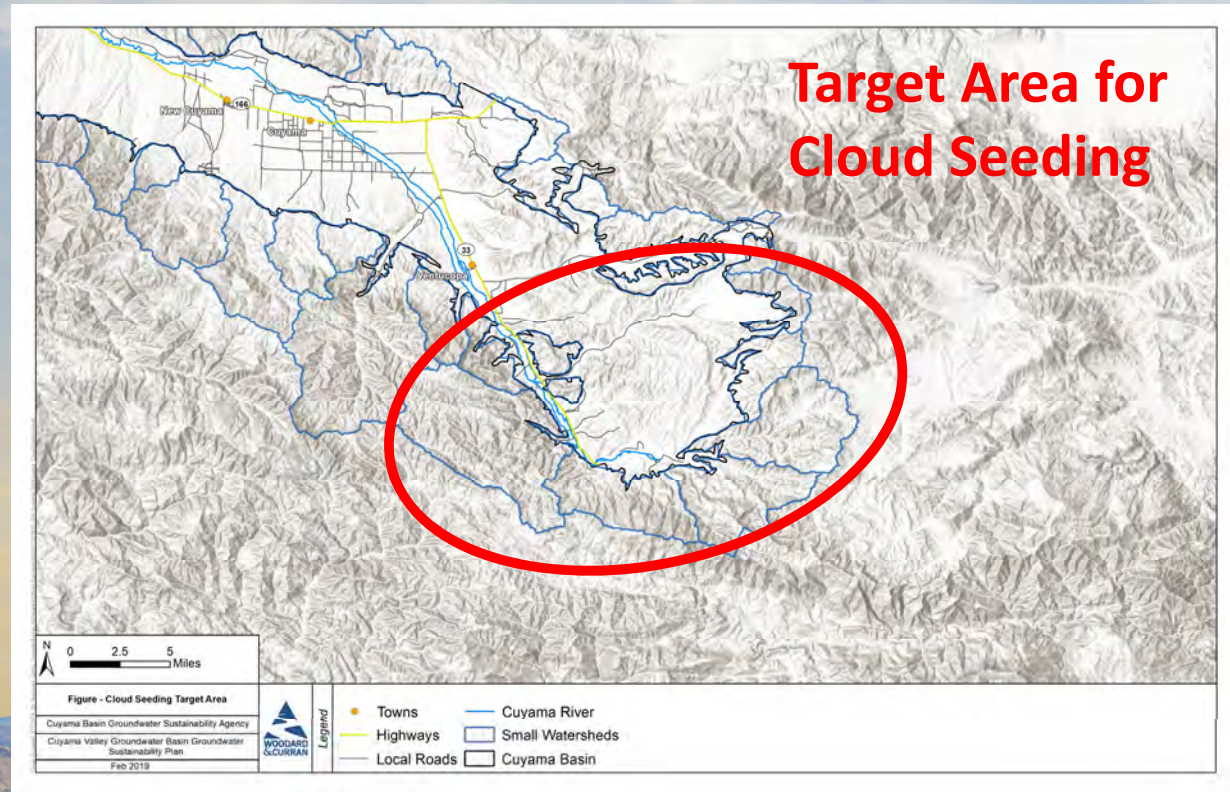 Target Area for
Cloud Seeding
New Cuyama
166
Cuyama
33
Ventucopa
N
0 2.5 5
Miles
Figure - Cloud Seeding Target Area
Cuyama Basin Groundwater Sustainability Agency
Cuyama Valley Groundwater Basin Groundwater
Sustainability Plan
Feb 2019
WOODARD
&CURRAN
Legend
Towns
Highways
Local Roads
Cuyama River
Small Watersheds
Cuyama Basin